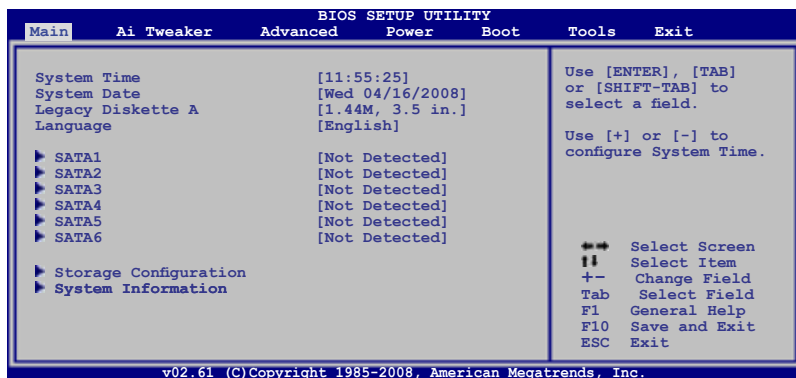 BIOS SETUP UTILITY
Main Ai Tweaker Advanced Power Boot Tools Exit
System Time [11:55:25]
System Date [Wed 04/16/2008]
Legacy Diskette A [1.44M, 3.5 in.]
Language [English]
SATA1 [Not Detected]
SATA2 [Not Detected]
SATA3 [Not Detected]
SATA4 [Not Detected]
SATA5 [Not Detected]
SATA6 [Not Detected]
Storage Configuration
System Information
Use [ENTER], [TAB]
or [SHIFT-TAB] to
select a field.
Use [+] or [-] to
configure System Time.
←→ Select Screen
↑↓ Select Item
+- Change Field
Tab Select Field
F1 General Help
F10 Save and Exit
ESC Exit
v02.61 (C)Copyright 1985-2008, American Megatrends, Inc.